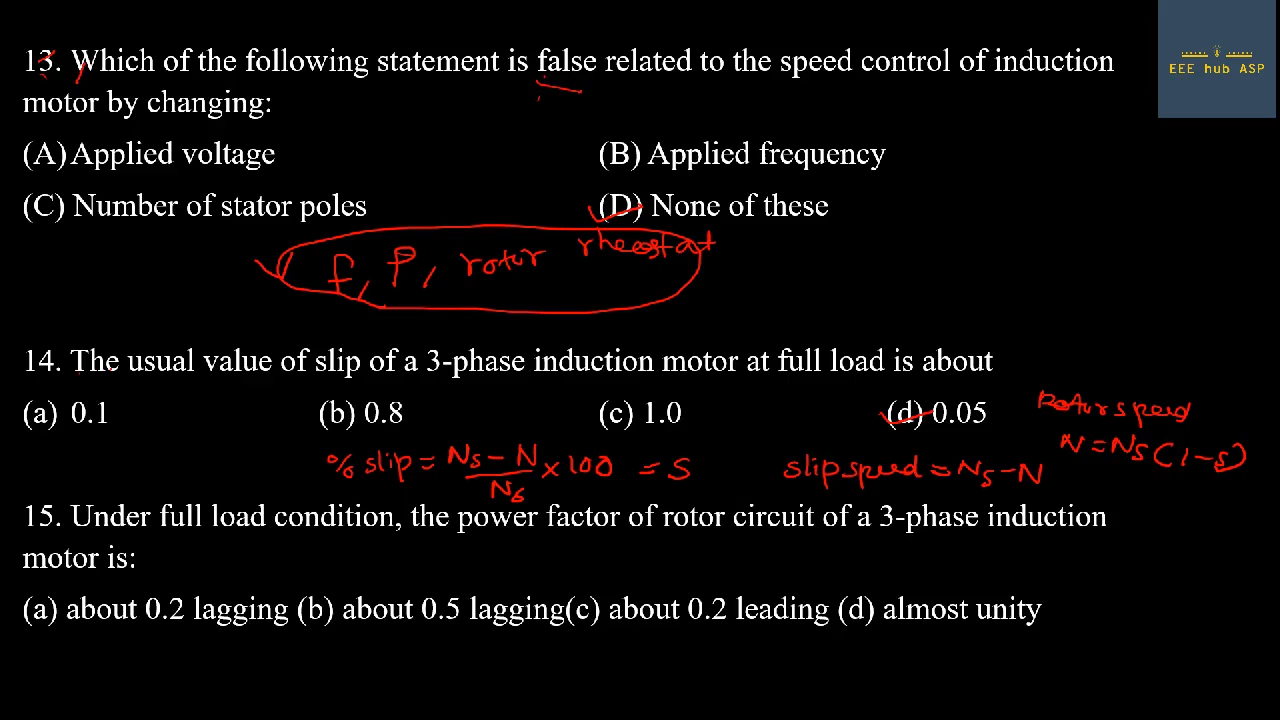 13. Which of the following statement is false related to the speed control of induction
motor by changing:
EEE hub ASP
(A) Applied voltage (B) Applied frequency
(C) Number of stator poles (D) None of these
f, P, rotor rheostat
14. The usual value of slip of a 3-phase induction motor at full load is about
(a) 0.1 (b) 0.8 (c) 1.0 (d) 0.05
Rotor speed
N = Ns (1-s)
% slip = Ns - N / Ns × 100 = S
slip speed = Ns - N
15. Under full load condition, the power factor of rotor circuit of a 3-phase induction
motor is:
(a) about 0.2 lagging (b) about 0.5 lagging(c) about 0.2 leading (d) almost unity